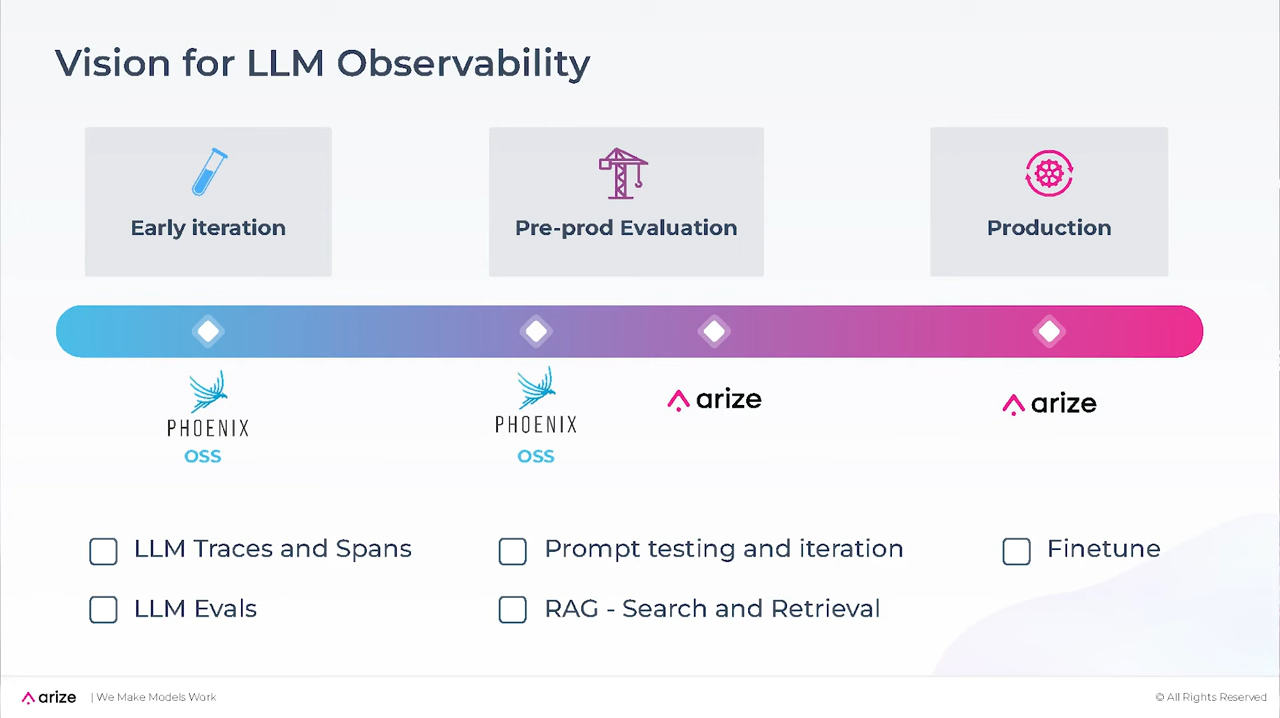 Vision for LLM Observability
Early iteration
Pre-prod Evaluation
Production
PHOENIX
OSS
PHOENIX
OSS
arize
arize
LLM Traces and Spans
Prompt testing and iteration
Finetune
LLM Evals
RAG - Search and Retrieval
arize | We Make Models Work
© All Rights Reserved